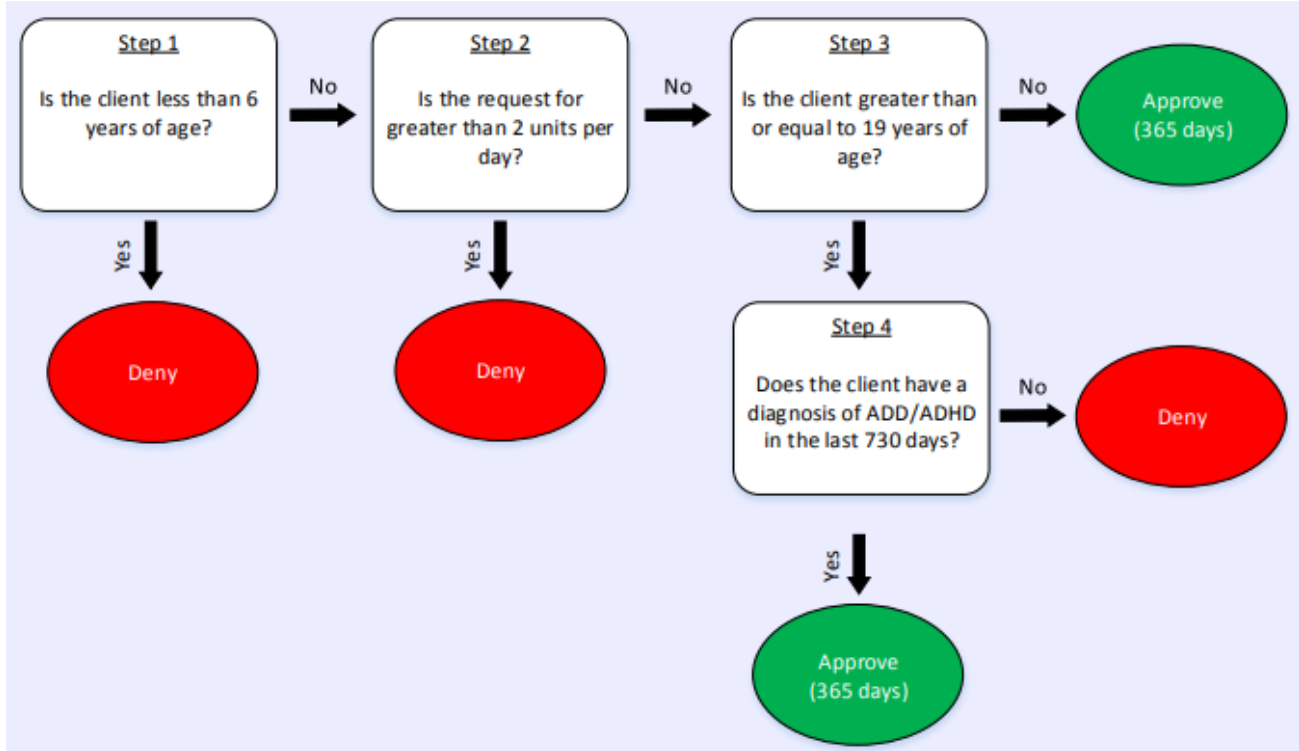 Step 1
Is the client less than 6
years of age?
No
Step 2
Is the request for
greater than 2 units per
day?
No
Step 3
Is the client greater than
or equal to 19 years of
age?
No
Approve
(365 days)
Yes
Deny
Yes
Deny
Yes
Step 4
Does the client have a
diagnosis of ADD/ADHD
in the last 730 days?
No
Deny
Yes
Approve
(365 days)